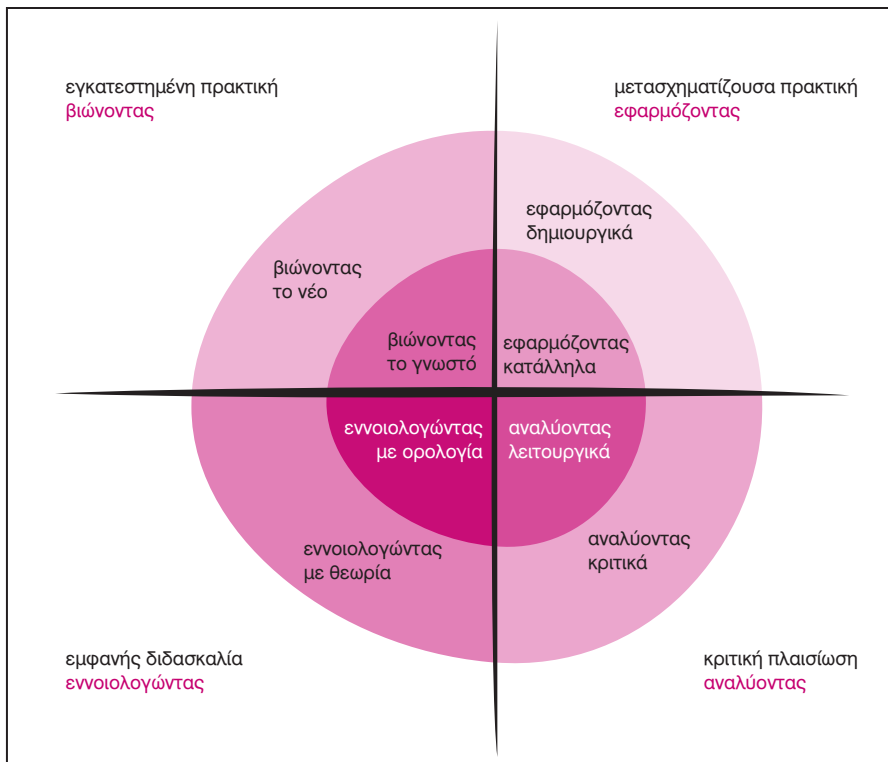 εγκατεστημένη πρακτική
βιώνοντας
μετασχηματίζουσα πρακτική
εφαρμόζοντας
εφαρμόζοντας
δημιουργικά
βιώνοντας
το νέο
βιώνοντας
το γνωστό
εφαρμόζοντας
κατάλληλα
εννοιολογώντας
με ορολογία
αναλύοντας
λειτουργικά
εννοιολογώντας
με θεωρία
αναλύοντας
κριτικά
εμφανής διδασκαλία
εννοιολογώντας
κριτική πλαισίωση
αναλύοντας